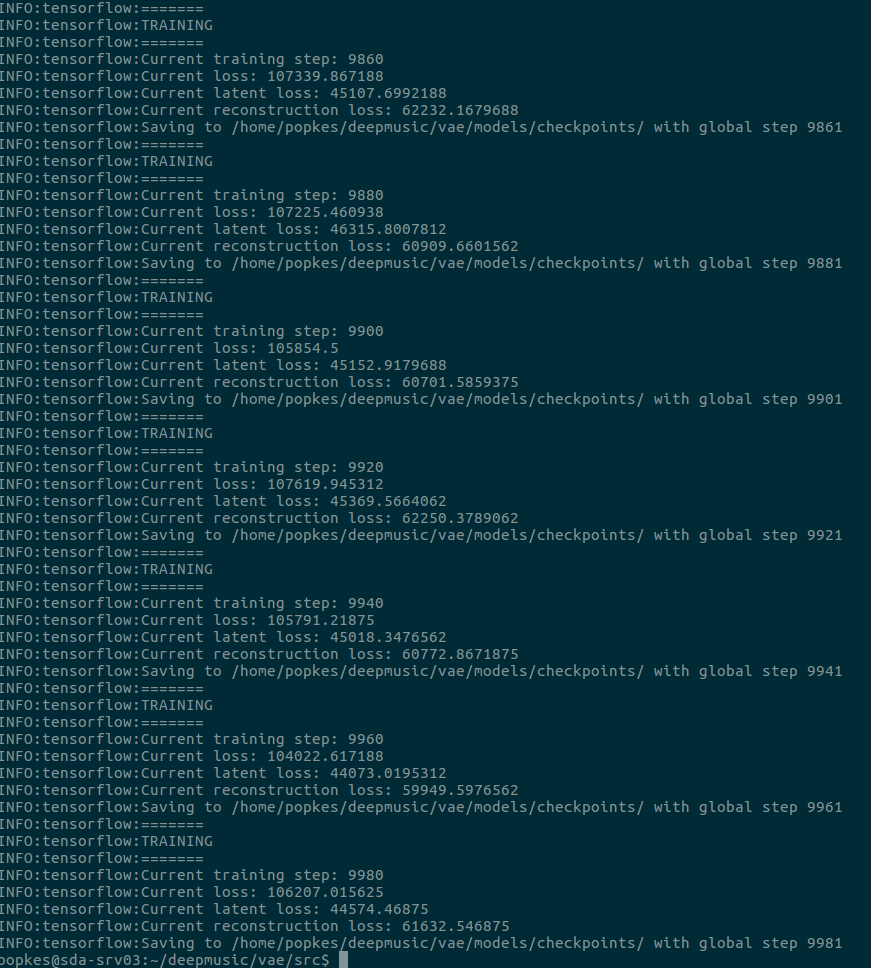 INFO:tensorflow:=======
INFO:tensorflow:TRAINING
INFO:tensorflow:=======
INFO:tensorflow:Current training step: 9860
INFO:tensorflow:Current loss: 107339.867188
INFO:tensorflow:Current latent loss: 45107.6992188
INFO:tensorflow:Current reconstruction loss: 62232.1679688
INFO:tensorflow:Saving to /home/popkes/deepmusic/vae/models/checkpoints/ with global step 9861
INFO:tensorflow:=======
INFO:tensorflow:TRAINING
INFO:tensorflow:=======
INFO:tensorflow:Current training step: 9880
INFO:tensorflow:Current loss: 107225.460938
INFO:tensorflow:Current latent loss: 46315.8007812
INFO:tensorflow:Current reconstruction loss: 60909.6601562
INFO:tensorflow:Saving to /home/popkes/deepmusic/vae/models/checkpoints/ with global step 9881
INFO:tensorflow:=======
INFO:tensorflow:TRAINING
INFO:tensorflow:=======
INFO:tensorflow:Current training step: 9900
INFO:tensorflow:Current loss: 105854.5
INFO:tensorflow:Current latent loss: 45152.9179688
INFO:tensorflow:Current reconstruction loss: 60701.5859375
INFO:tensorflow:Saving to /home/popkes/deepmusic/vae/models/checkpoints/ with global step 9901
INFO:tensorflow:=======
INFO:tensorflow:TRAINING
INFO:tensorflow:=======
INFO:tensorflow:Current training step: 9920
INFO:tensorflow:Current loss: 107619.945312
INFO:tensorflow:Current latent loss: 45369.5664062
INFO:tensorflow:Current reconstruction loss: 62250.3789062
INFO:tensorflow:Saving to /home/popkes/deepmusic/vae/models/checkpoints/ with global step 9921
INFO:tensorflow:=======
INFO:tensorflow:TRAINING
INFO:tensorflow:=======
INFO:tensorflow:Current training step: 9940
INFO:tensorflow:Current loss: 105791.21875
INFO:tensorflow:Current latent loss: 45018.3476562
INFO:tensorflow:Current reconstruction loss: 60772.8671875
INFO:tensorflow:Saving to /home/popkes/deepmusic/vae/models/checkpoints/ with global step 9941
INFO:tensorflow:=======
INFO:tensorflow:TRAINING
INFO:tensorflow:=======
INFO:tensorflow:Current training step: 9960
INFO:tensorflow:Current loss: 104022.617188
INFO:tensorflow:Current latent loss: 44073.0195312
INFO:tensorflow:Current reconstruction loss: 59949.5976562
INFO:tensorflow:Saving to /home/popkes/deepmusic/vae/models/checkpoints/ with global step 9961
INFO:tensorflow:=======
INFO:tensorflow:TRAINING
INFO:tensorflow:=======
INFO:tensorflow:Current training step: 9980
INFO:tensorflow:Current loss: 106207.015625
INFO:tensorflow:Current latent loss: 44574.46875
INFO:tensorflow:Current reconstruction loss: 61632.546875
INFO:tensorflow:Saving to /home/popkes/deepmusic/vae/models/checkpoints/ with global step 9981
popkes@sda-srv03:~/deepmusic/vae/src$